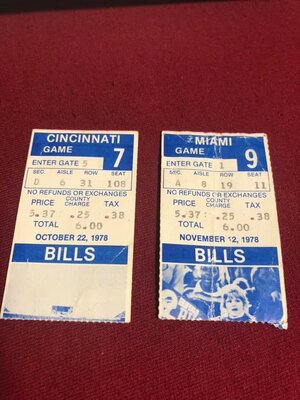 CINCINNATI
GAME 7
ENTER GATE 5
SEC. AISLE ROW SEAT
D 6 31 108
NO REFUNDS OR EXCHANGES
PRICE COUNTY CHARGE TAX
5.37 .25 .38
TOTAL 6.00
OCTOBER 22, 1978
BILLS
MIAMI
GAME 9
ENTER GATE 1
SEC. AISLE ROW SEAT
A 8 19 11
NO REFUNDS OR EXCHANGES
PRICE COUNTY CHARGE TAX
5.37 .25 .38
TOTAL 6.00
NOVEMBER 12, 1978
BILLS